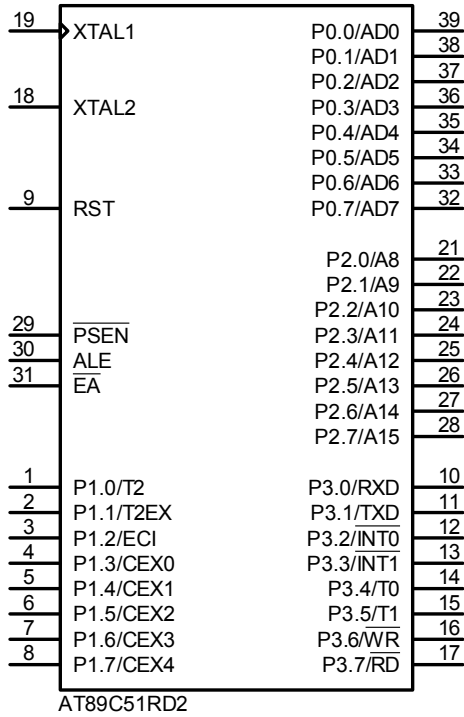 19 XTAL1 P0.0/AD0 39
P0.1/AD1 38
P0.2/AD2 37
18 XTAL2 P0.3/AD3 36
P0.4/AD4 35
P0.5/AD5 34
P0.6/AD6 33
9 RST P0.7/AD7 32
P2.0/A8 21
P2.1/A9 22
P2.2/A10 23
29 PSEN P2.3/A11 24
30 ALE P2.4/A12 25
31 EA P2.5/A13 26
P2.6/A14 27
P2.7/A15 28
1 P1.0/T2 P3.0/RXD 10
2 P1.1/T2EX P3.1/TXD 11
3 P1.2/ECI P3.2/INT0 12
4 P1.3/CEX0 P3.3/INT1 13
5 P1.4/CEX1 P3.4/T0 14
6 P1.5/CEX2 P3.5/T1 15
7 P1.6/CEX3 P3.6/WR 16
8 P1.7/CEX4 P3.7/RD 17
AT89C51RD2